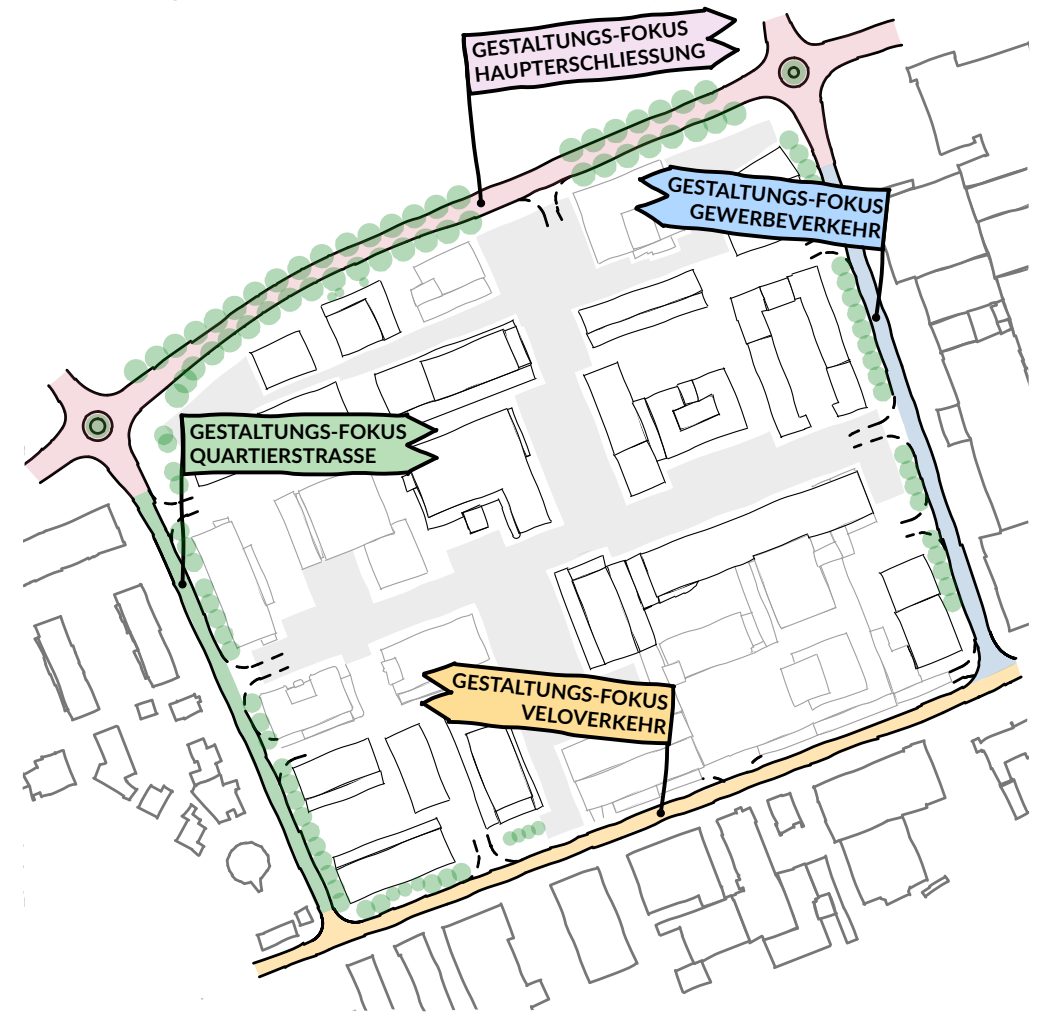 GESTALTUNGS-FOKUS
HAUPTERSCHLIESSUNG
GESTALTUNGS-FOKUS
GEWERBEVERKEHR
GESTALTUNGS-FOKUS
QUARTIERSTRASSE
GESTALTUNGS-FOKUS
VELOVERKEHR